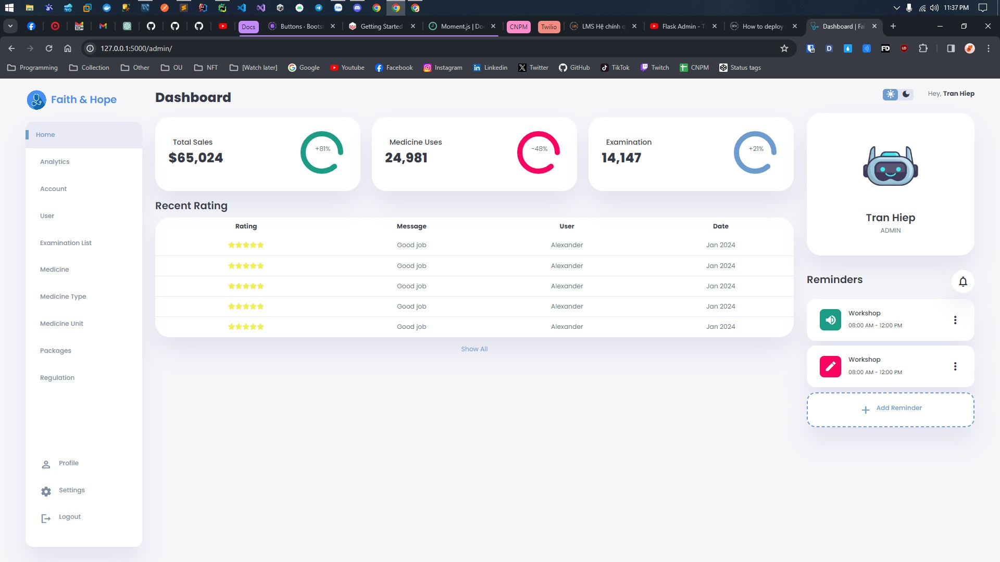 11:37 PM
Docs
Buttons · Boots
Getting Started
Moment.js | Do
CNPM
Twilio
LMS Hệ chính q
Flask Admin - T
How to deploy
Dashboard | Fai
127.0.0.1:5000/admin/
Programming
Collection
Other
OU
NFT
[Watch later]
Google
Youtube
Facebook
Instagram
Linkedin
Twitter
GitHub
TikTok
Twitch
CNPM
Status tags
Faith & Hope
Dashboard
Hey, Tran Hiep
Home
Analytics
Account
User
Examination List
Medicine
Medicine Type
Medicine Unit
Packages
Regulation
Profile
Settings
Logout
Total Sales
$65,024
+81%
Medicine Uses
24,981
-48%
Examination
14,147
+21%
Recent Rating
Rating Message User Date
Good job Alexander Jan 2024
Good job Alexander Jan 2024
Good job Alexander Jan 2024
Good job Alexander Jan 2024
Good job Alexander Jan 2024
Show All
Tran Hiep
ADMIN
Reminders
Workshop
08:00 AM - 12:00 PM
Workshop
08:00 AM - 12:00 PM
Add Reminder